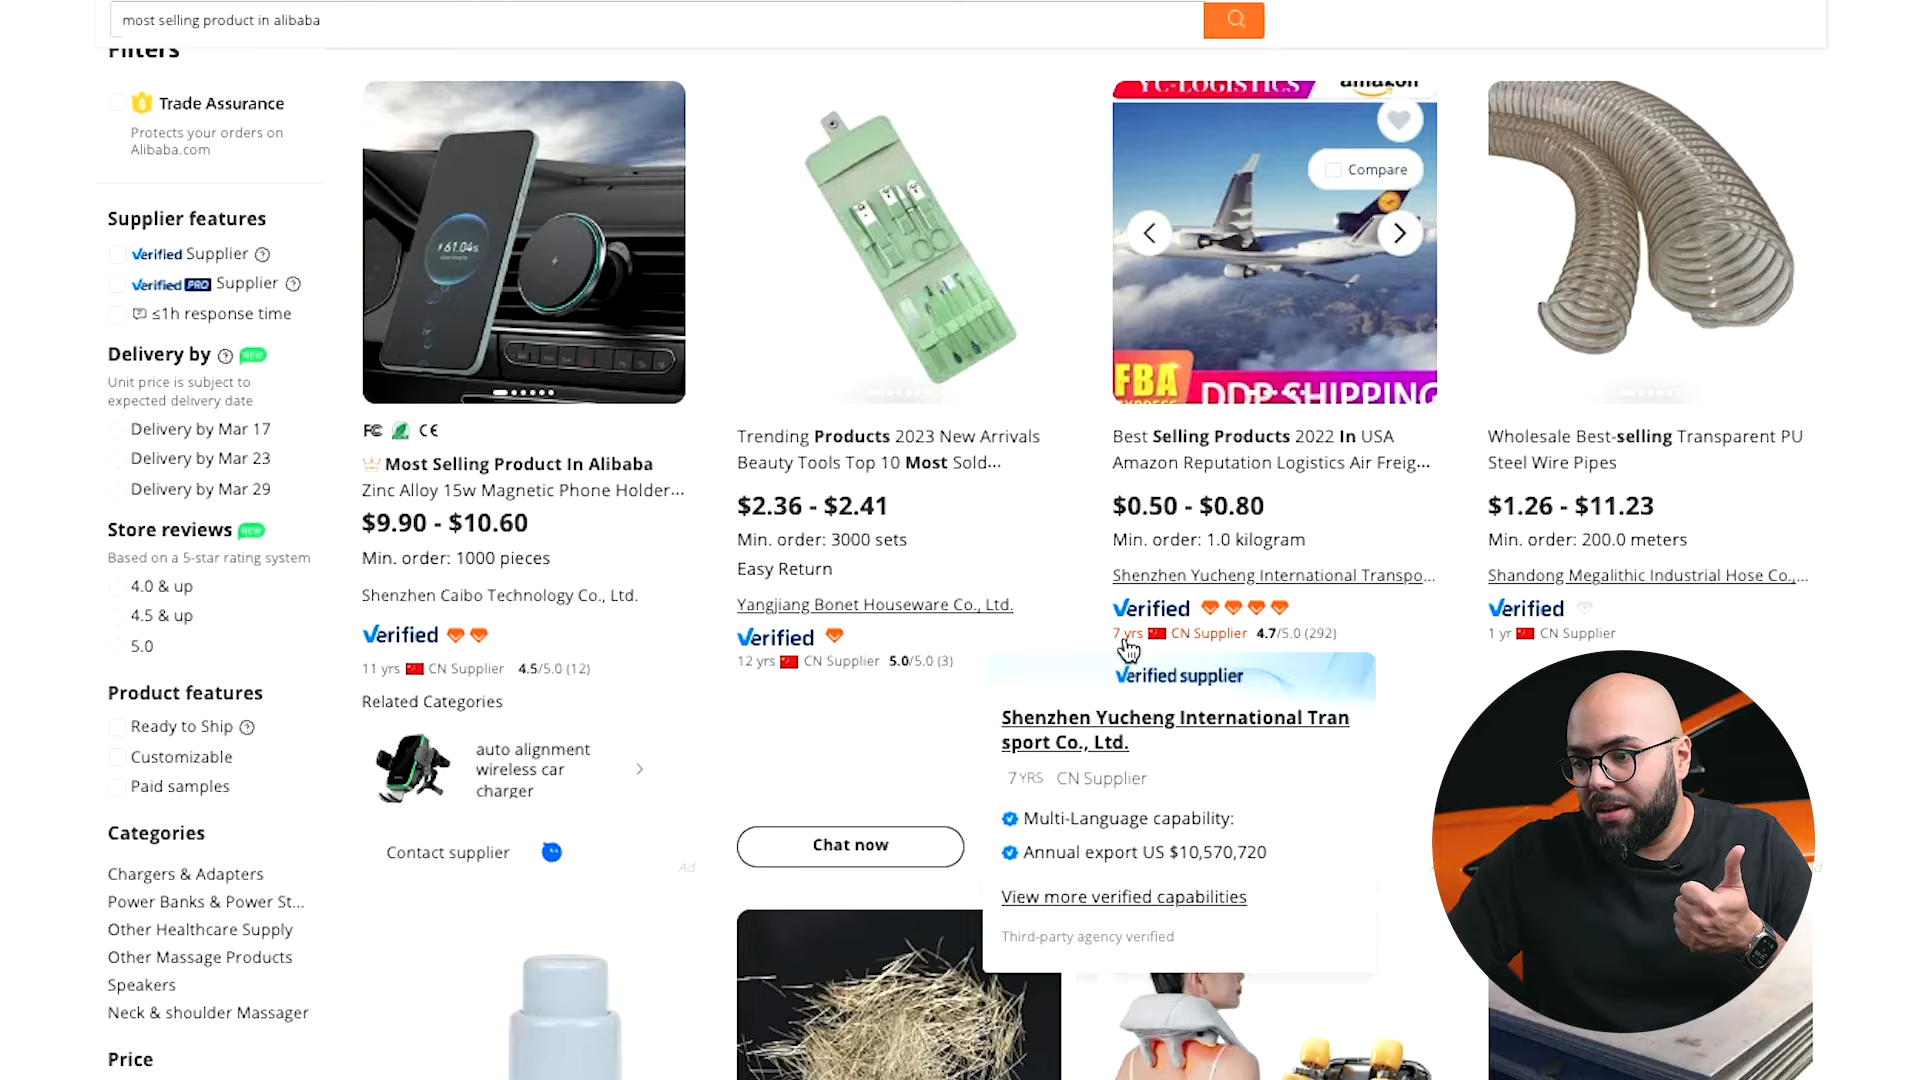 most selling product in alibaba
Filters
Trade Assurance
Protects your orders on
Alibaba.com
Supplier features
Verified Supplier
Verified PRO Supplier
≤1h response time
Delivery by NEW
Unit price is subject to
expected delivery date
Delivery by Mar 17
Delivery by Mar 23
Delivery by Mar 29
Store reviews NEW
Based on a 5-star rating system
4.0 & up
4.5 & up
5.0
Product features
Ready to Ship
Customizable
Paid samples
Categories
Chargers & Adapters
Power Banks & Power St...
Other Healthcare Supply
Other Massage Products
Speakers
Neck & shoulder Massager
Price
61.04s
FC CE
Most Selling Product In Alibaba
Zinc Alloy 15w Magnetic Phone Holder...
$9.90 - $10.60
Min. order: 1000 pieces
Shenzhen Caibo Technology Co., Ltd.
Verified
11 yrs CN Supplier 4.5/5.0 (12)
Related Categories
auto alignment
wireless car
charger
Contact supplier
Ad
Trending Products 2023 New Arrivals
Beauty Tools Top 10 Most Sold...
$2.36 - $2.41
Min. order: 3000 sets
Easy Return
Yangjiang Bonet Houseware Co., Ltd.
Verified
12 yrs CN Supplier 5.0/5.0 (3)
Chat now
YC-LOGISTICS amazon
Compare
FBA
EXPRESS
DDP SHIPPING
Best Selling Products 2022 In USA
Amazon Reputation Logistics Air Freig...
$0.50 - $0.80
Min. order: 1.0 kilogram
Shenzhen Yucheng International Transpo...
Verified
7 yrs CN Supplier 4.7/5.0 (292)
Verified supplier
Shenzhen Yucheng International Tran
sport Co., Ltd.
7 YRS CN Supplier
Multi-Language capability:
Annual export US $10,570,720
View more verified capabilities
Third-party agency verified
Wholesale Best-selling Transparent PU
Steel Wire Pipes
$1.26 - $11.23
Min. order: 200.0 meters
Shandong Megalithic Industrial Hose Co.,...
Verified
1 yr CN Supplier